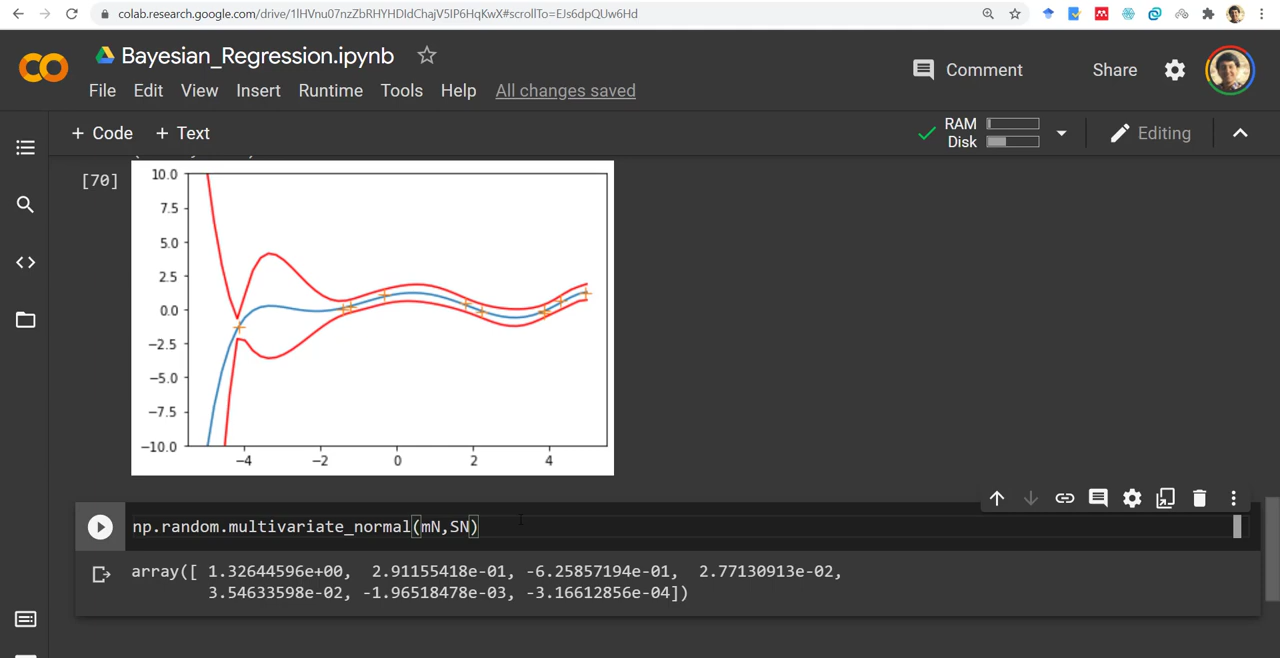 colab.research.google.com/drive/1lHVnu07nzZbRHYHDIdChajV5IP6HqKwX#scrollTo=EJs6dpQUw6Hd
Bayesian_Regression.ipynb
File Edit View Insert Runtime Tools Help All changes saved
Comment Share
+ Code + Text
RAM
Disk
Editing
[70]
10.0
7.5
5.0
2.5
0.0
−2.5
−5.0
−7.5
−10.0
−4 −2 0 2 4
np.random.multivariate_normal(mN,SN)
array([ 1.32644596e+00, 2.91155418e-01, -6.25857194e-01, 2.77130913e-02,
3.54633598e-02, -1.96518478e-03, -3.16612856e-04])